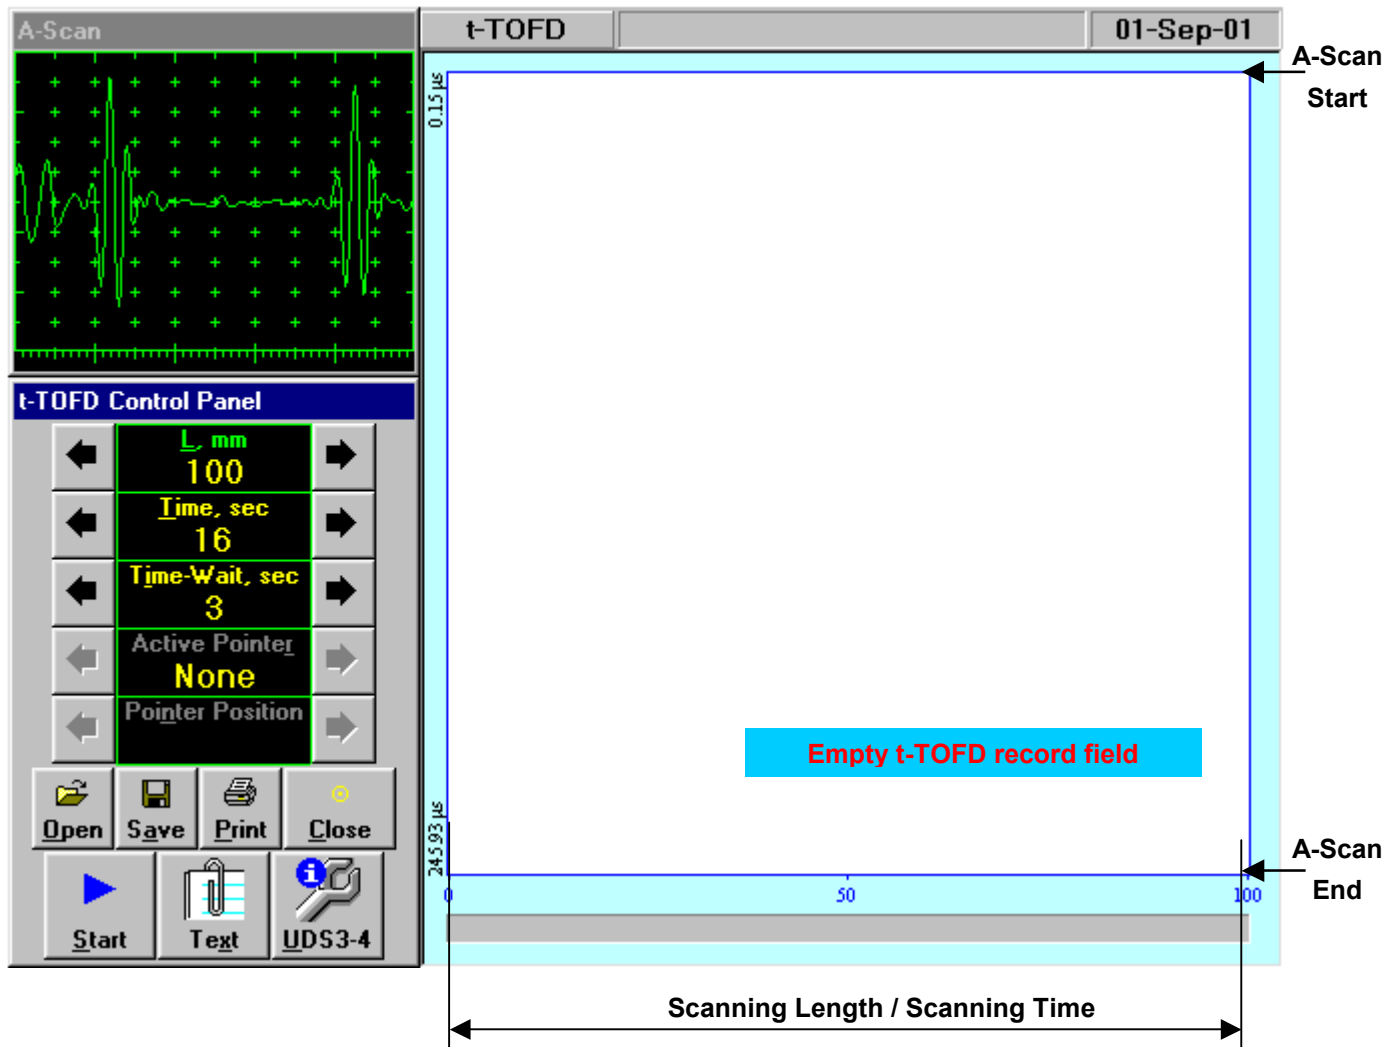 A-Scan
t-TOFD
01-Sep-01
A-Scan
Start
0.15 µs
t-TOFD Control Panel
L, mm
100
Time, sec
16
Time-Wait, sec
3
Active Pointer
None
Pointer Position
Open
Save
Print
Close
Start
Text
UDS3-4
Empty t-TOFD record field
245.93 µs
A-Scan
End
0
50
100
Scanning Length / Scanning Time